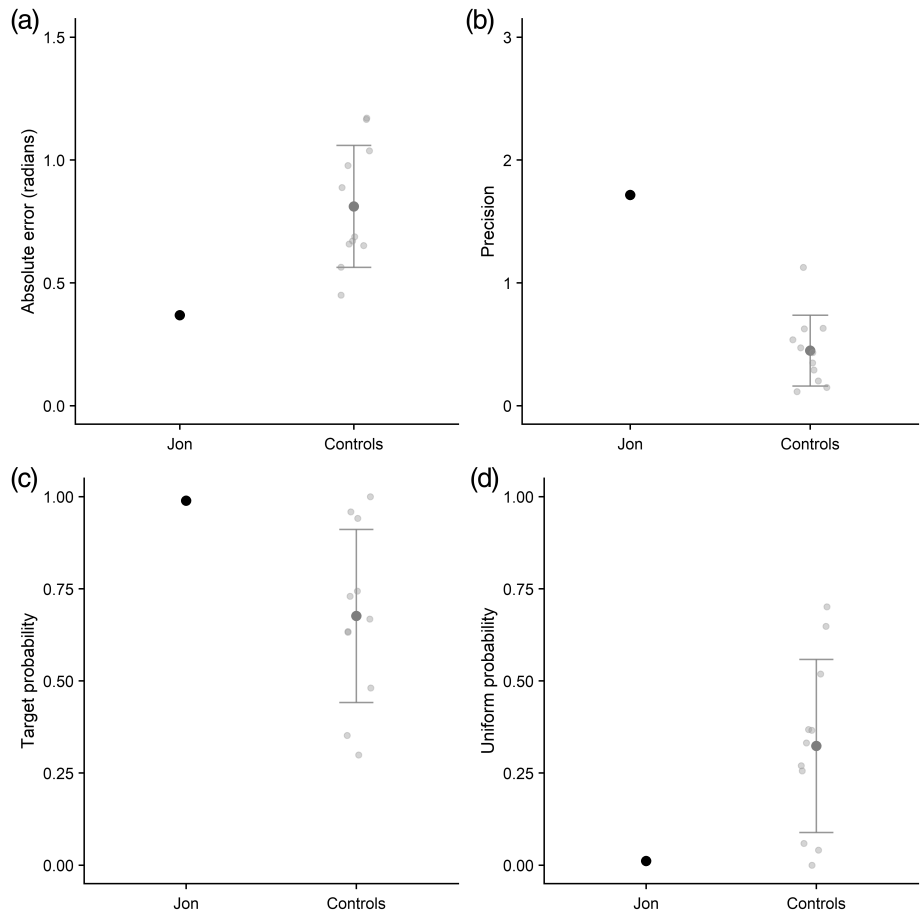 (a)
1.5
1.0
0.5
0.0
Absolute error (radians)
Jon Controls
(b)
3
2
1
0
Precision
Jon Controls
(c)
1.00
0.75
0.50
0.25
0.00
Target probability
Jon Controls
(d)
1.00
0.75
0.50
0.25
0.00
Uniform probability
Jon Controls